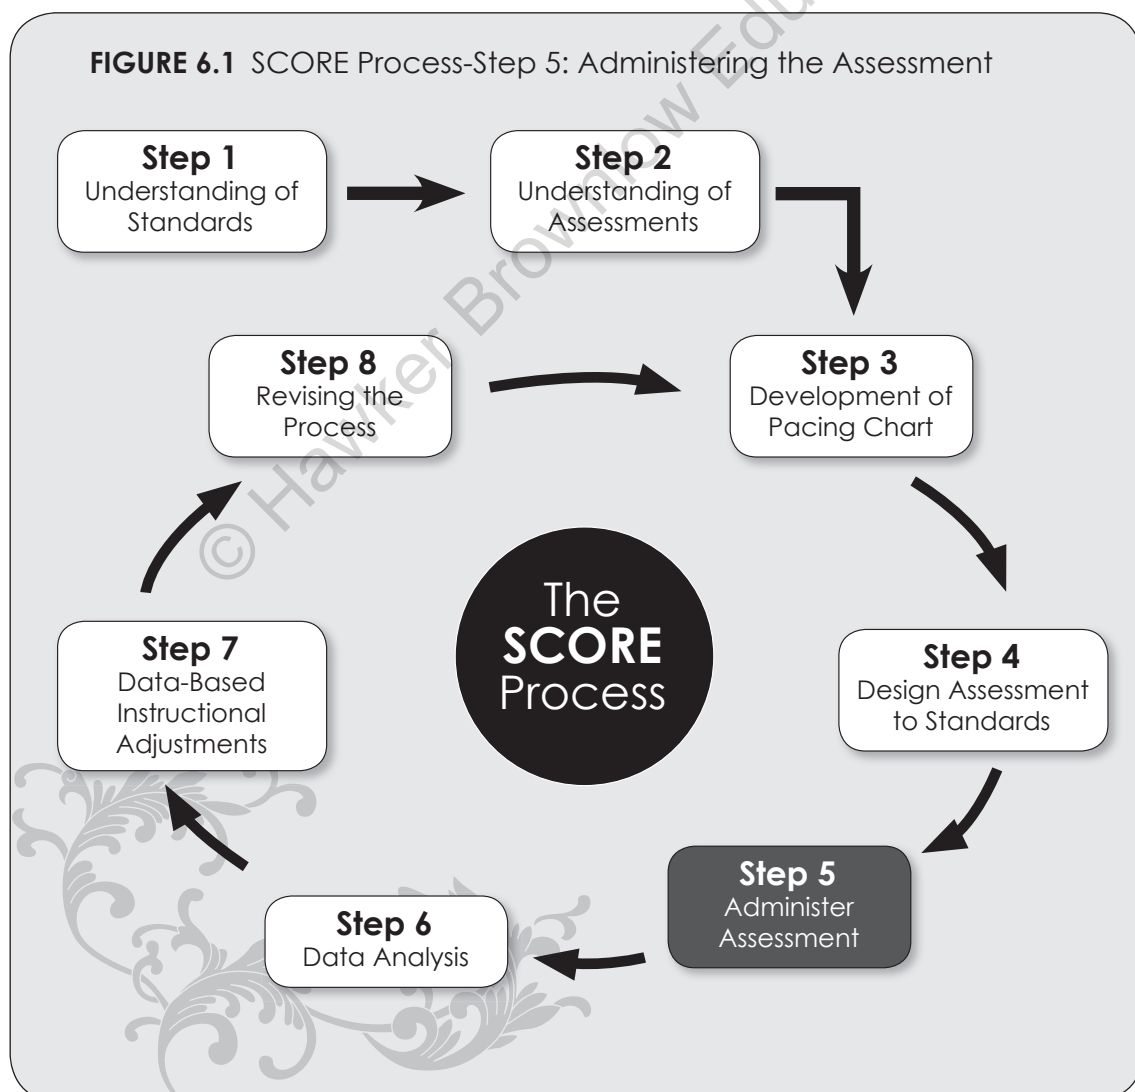 FIGURE 6.1 SCORE Process-Step 5: Administering the Assessment
Step 1
Understanding of
Standards
Step 2
Understanding of
Assessments
Step 8
Revising the
Process
Step 3
Development of
Pacing Chart
The
SCORE
Process
Step 7
Data-Based
Instructional
Adjustments
Step 4
Design Assessment
to Standards
Step 5
Administer
Assessment
Step 6
Data Analysis
© Hawker Brownlow